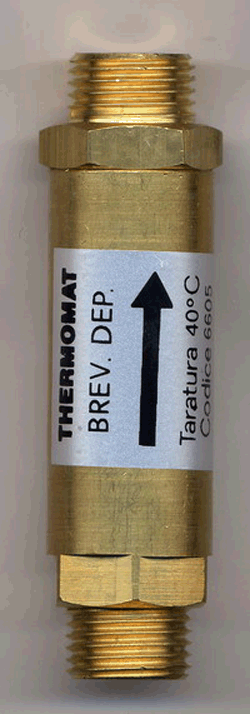 THERMOMAT
BREV. DEP.
Taratura 40°C
Codice 6605